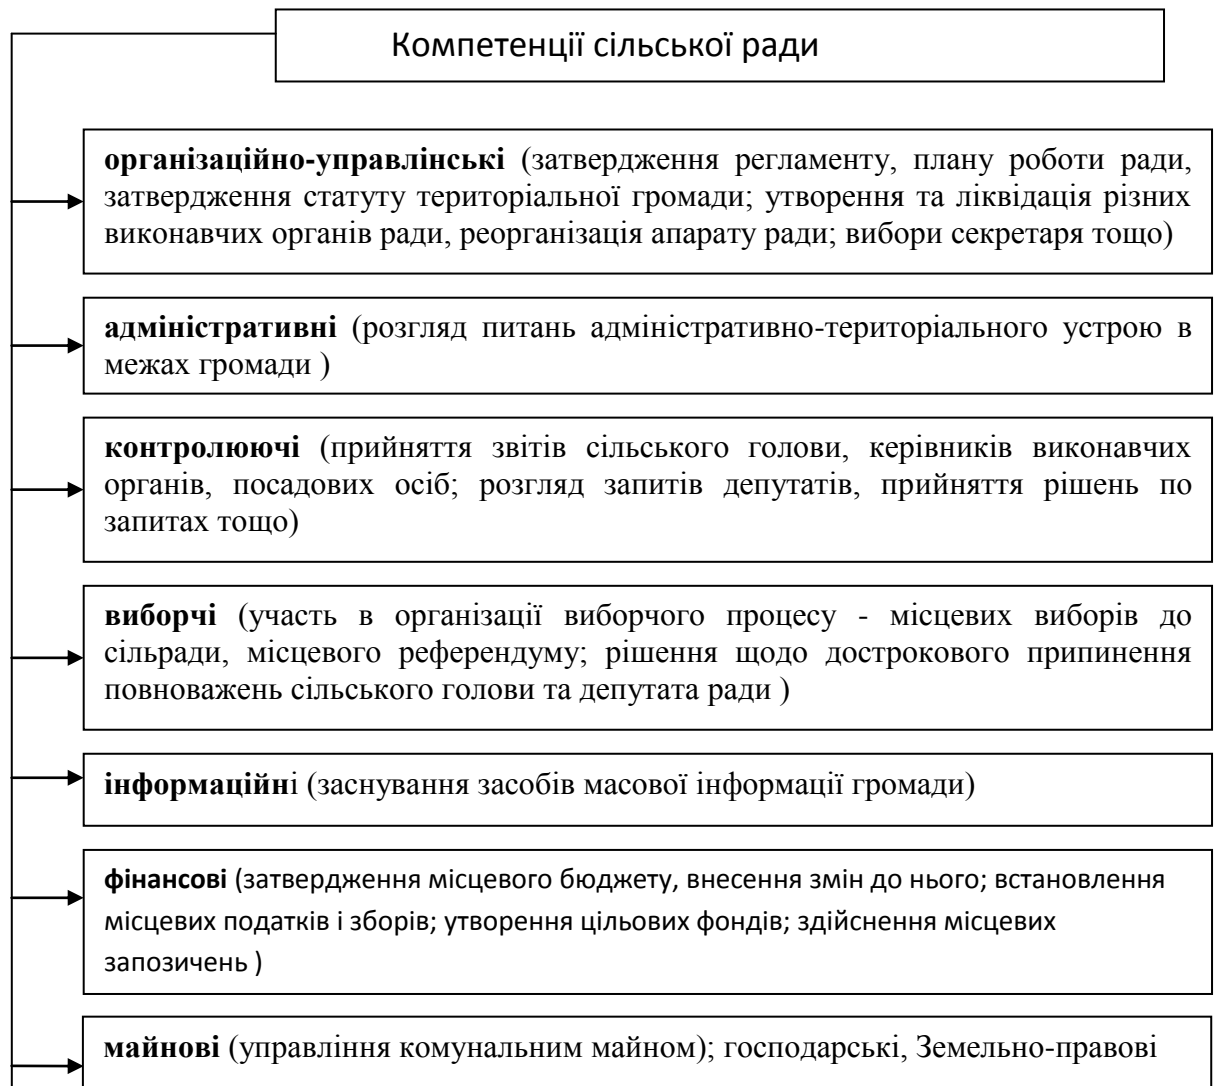 Компетенції сільської ради
організаційно-управлінські (затвердження регламенту, плану роботи ради,
затвердження статуту територіальної громади; утворення та ліквідація різних
виконавчих органів ради, реорганізація апарату ради; вибори секретаря тощо)
адміністративні (розгляд питань адміністративно-територіального устрою в
межах громади )
контролюючі (прийняття звітів сільського голови, керівників виконавчих
органів, посадових осіб; розгляд запитів депутатів, прийняття рішень по
запитах тощо)
виборчі (участь в організації виборчого процесу - місцевих виборів до
сільради, місцевого референдуму; рішення щодо дострокового припинення
повноважень сільського голови та депутата ради )
інформаційні (заснування засобів масової інформації громади)
фінансові (затвердження місцевого бюджету, внесення змін до нього; встановлення
місцевих податків і зборів; утворення цільових фондів; здійснення місцевих
запозичень )
майнові (управління комунальним майном); господарські, Земельно-правові